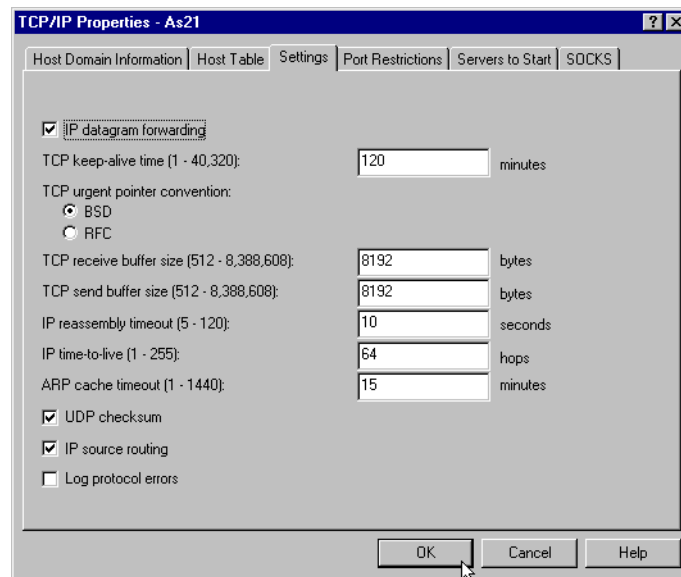 TCP/IP Properties - As21
Host Domain Information Host Table Settings Port Restrictions Servers to Start SOCKS
IP datagram forwarding
TCP keep-alive time (1 - 40,320): 120 minutes
TCP urgent pointer convention:
BSD
RFC
TCP receive buffer size (512 - 8,388,608): 8192 bytes
TCP send buffer size (512 - 8,388,608): 8192 bytes
IP reassembly timeout (5 - 120): 10 seconds
IP time-to-live (1 - 255): 64 hops
ARP cache timeout (1 - 1440): 15 minutes
UDP checksum
IP source routing
Log protocol errors
OK Cancel Help